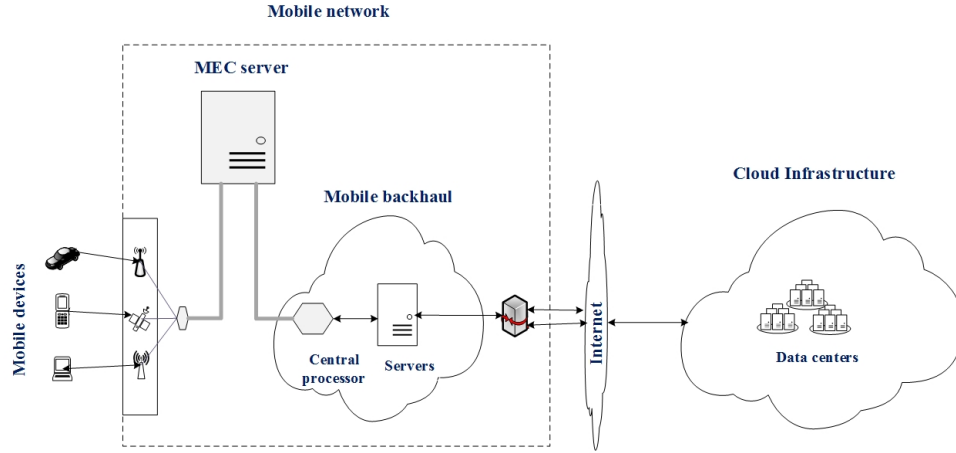 Mobile network
MEC server
Mobile backhaul
Cloud Infrastructure
Mobile devices
Central
processor
Servers
Internet
Data centers